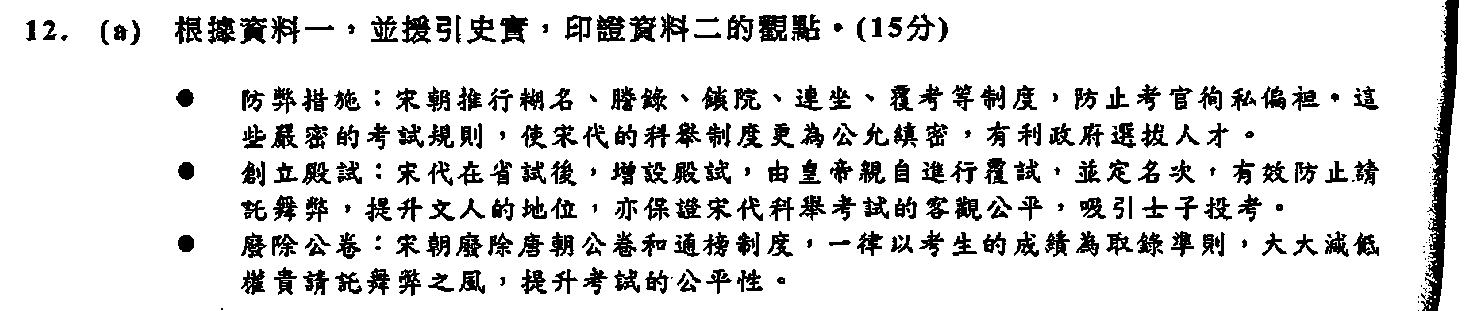 12. (a) 根據資料一，並援引史實，印證資料二的觀點。(15分)
● 防弊措施：宋朝推行糊名、謄錄、鎖院、連坐、覆考等制度，防止考官徇私偏袒。這
些嚴密的考試規則，使宋代的科舉制度更為公允縝密，有利政府選拔人才。
● 創立殿試：宋代在省試後，增設殿試，由皇帝親自進行覆試，並定名次，有效防止請
託舞弊，提升文人的地位，亦保證宋代科舉考試的客觀公平，吸引士子投考。
● 廢除公卷：宋朝廢除唐朝公卷和通榜制度，一律以考生的成績為取錄準則，大大減低
權貴請託舞弊之風，提升考試的公平性。